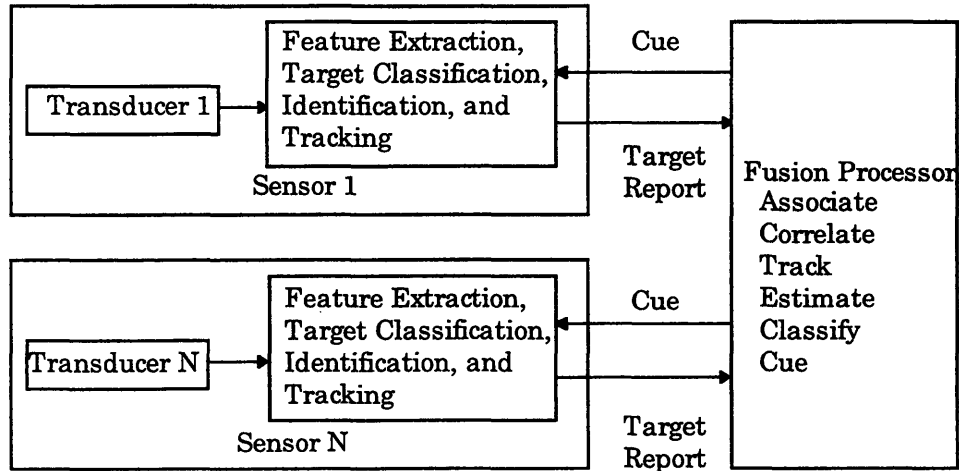 Transducer 1
Feature Extraction,
Target Classification,
Identification, and
Tracking
Sensor 1
Cue
Target
Report
Transducer N
Feature Extraction,
Target Classification,
Identification, and
Tracking
Sensor N
Cue
Target
Report
Fusion Processor
Associate
Correlate
Track
Estimate
Classify
Cue